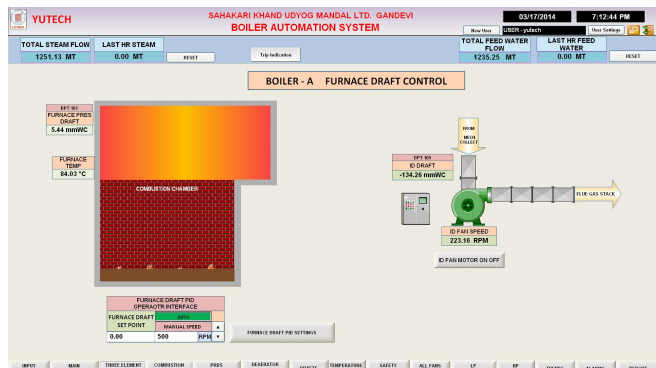 YUTECH
SAHAKARI KHAND UDYOG MANDAL LTD. GANDEVI
BOILER AUTOMATION SYSTEM
03/17/2014
7:12:44 PM
New User
USER - yutech
User Settings
TOTAL STEAM FLOW
1251.13 MT
LAST HR STEAM
0.00 MT
RESET
Trip Indication
TOTAL FEED WATER
FLOW
1235.25 MT
LAST HR FEED
WATER
0.00 MT
RESET
BOILER - A FURNACE DRAFT CONTROL
DPT 101
FURNACE PRES
DRAFT
5.44 mmWC
FURNACE
TEMP
84.03 °C
COMBUSTION CHAMBER
FROM
MECH
COLLECT
DPT 109
ID DRAFT
-134.26 mmWC
FLUE GAS STACK
ID FAN SPEED
223.16 RPM
ID FAN MOTOR ON OFF
FURNACE DRAFT PID
OPERAOTR INTERFACE
FURNACE DRAFT
SET POINT
AUTO
MANUAL SPEED
0.00
500
RPM
FURNACE DRAFT PID SETTINGS
INPUT
MAIN
THREE ELEMENT
COMBUSTION
PRDS
DEAERATOR
TEMPERATURE
SAFETY
ALL FANS
LP
HP
TRENDS
ALARMS
REPORT